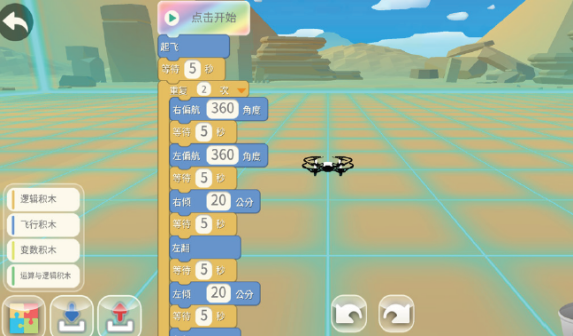 点击开始
起飞
等待 5 秒
重复 2 次
右偏航 360 角度
等待 5 秒
左偏航 360 角度
等待 5 秒
右倾 20 公分
等待 5 秒
左翻
等待 5 秒
左倾 20 公分
等待 5 秒
逻辑积木
飞行积木
变数积木
运算与逻辑积木